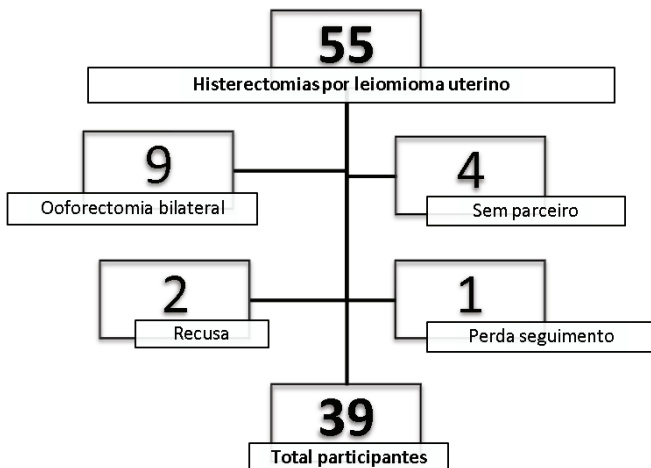 55
Histerectomias por leiomioma uterino
9
Ooforectomia bilateral
4
Sem parceiro
2
Recusa
1
Perda seguimento
39
Total participantes